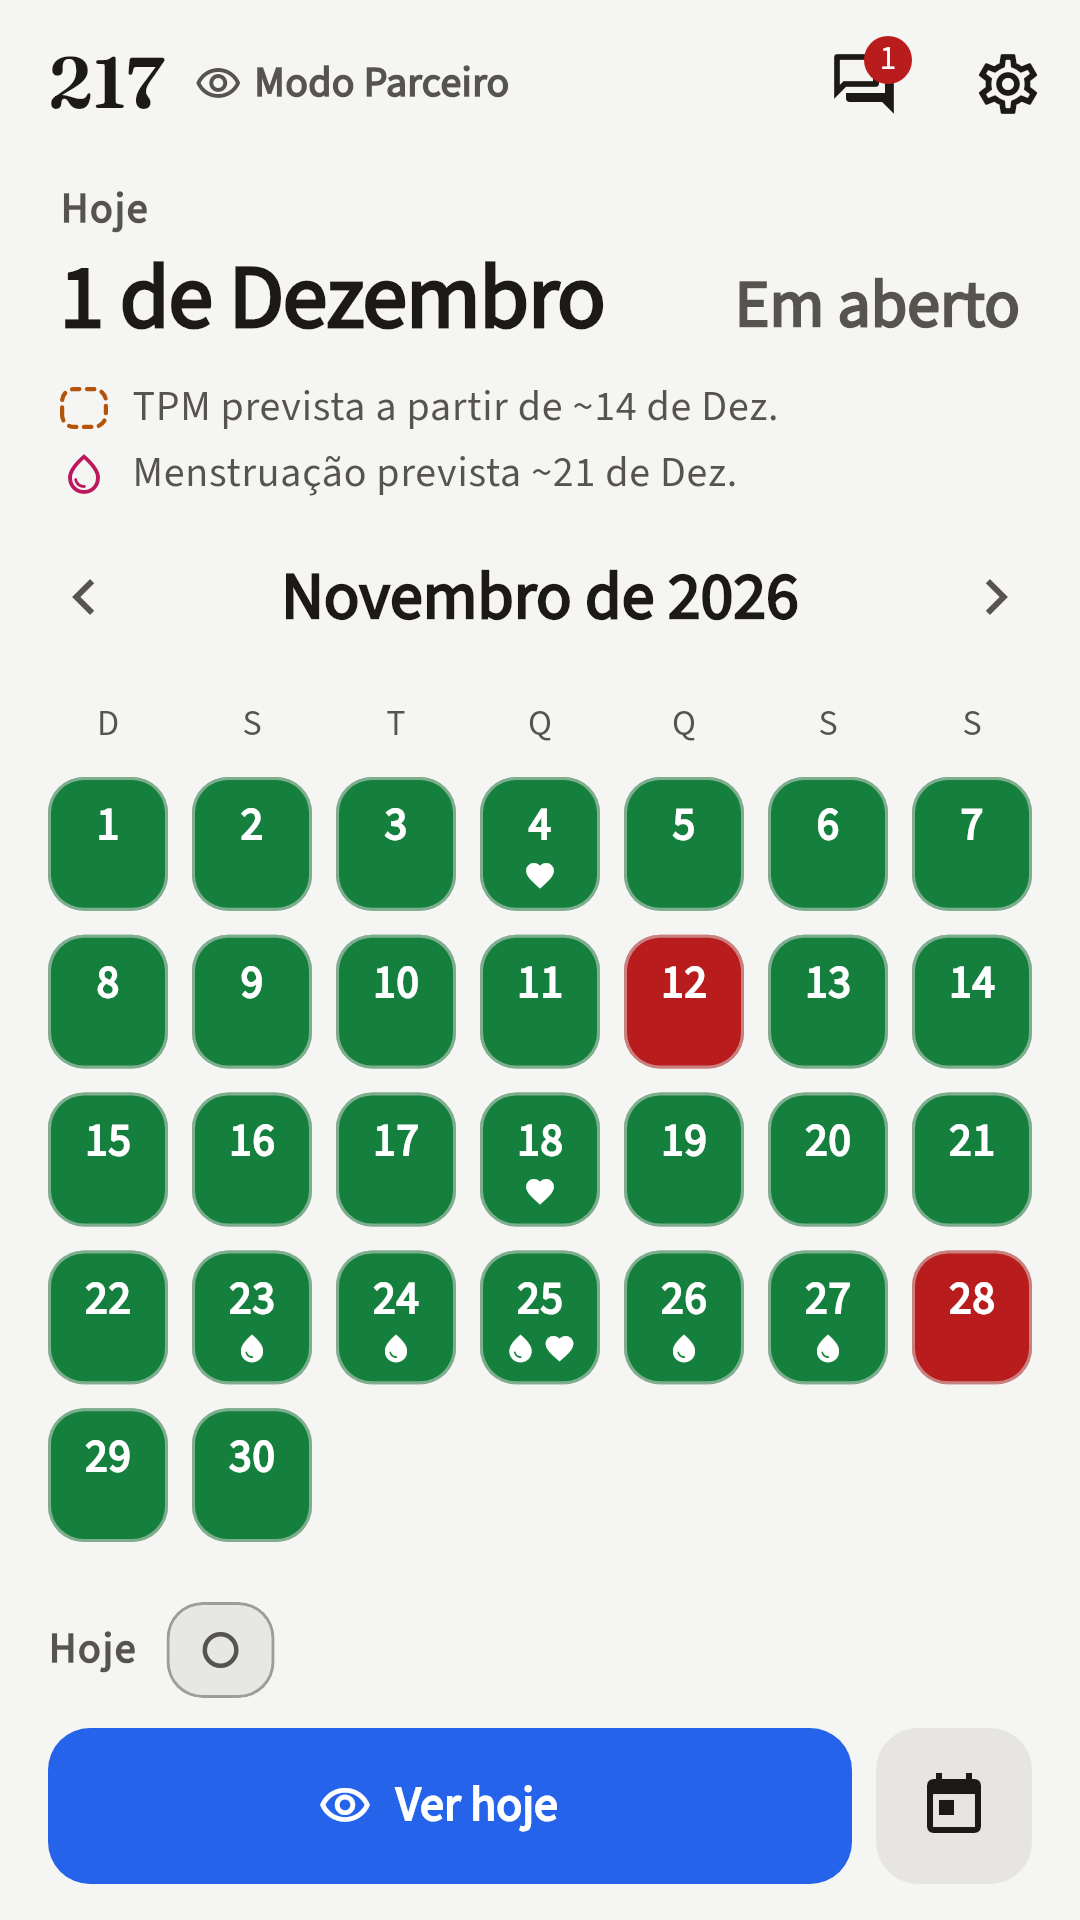 217 Modo Parceiro 1
Hoje
1 de Dezembro Em aberto
TPM prevista a partir de ~14 de Dez.
Menstruação prevista ~21 de Dez.
Novembro de 2026
D S T Q Q S S
1 2 3 4 5 6 7
8 9 10 11 12 13 14
15 16 17 18 19 20 21
22 23 24 25 26 27 28
29 30
Hoje
Ver hoje